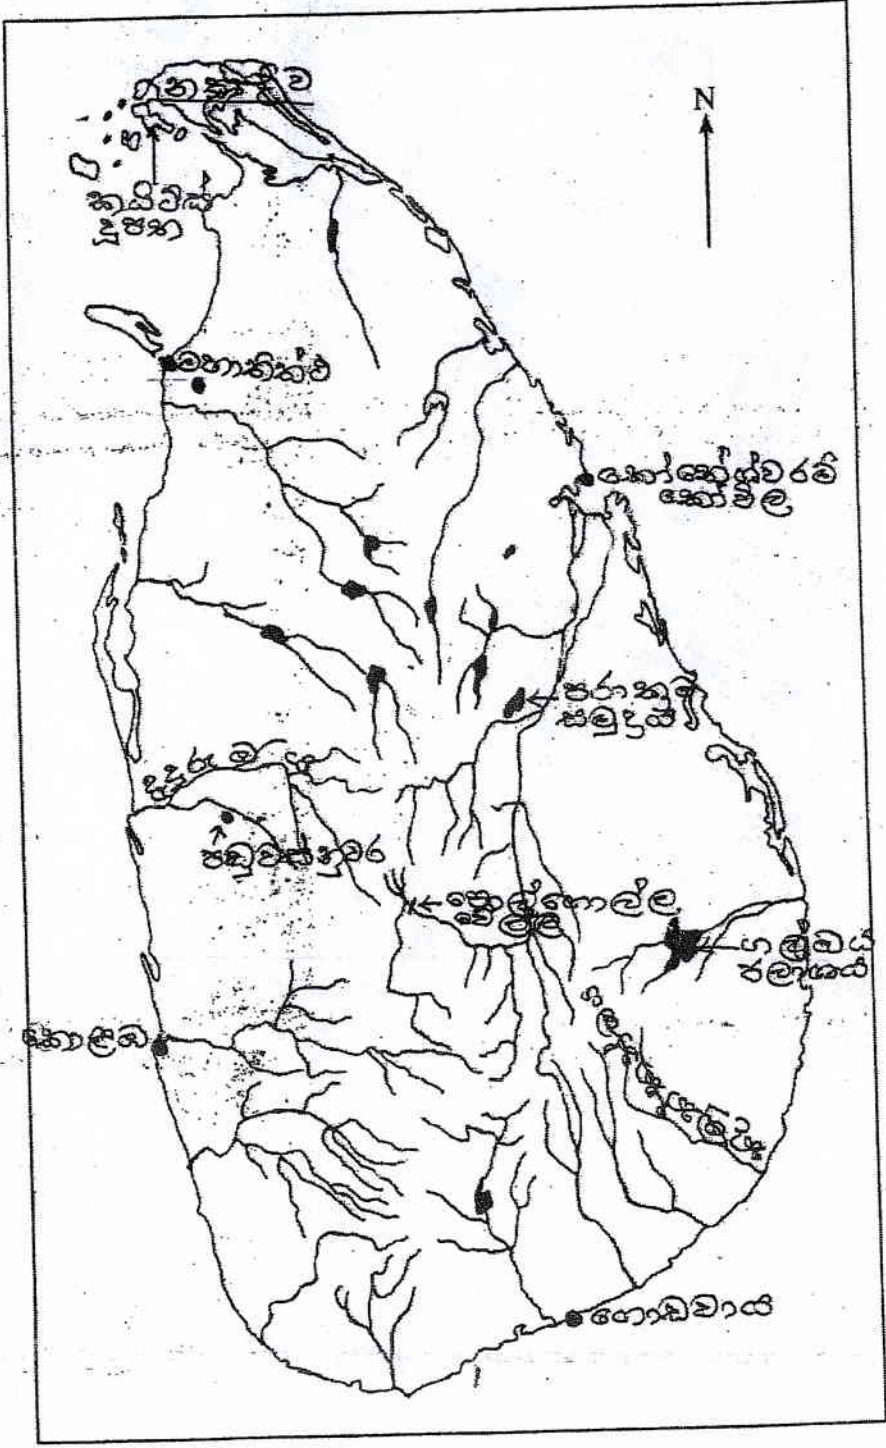 N
කයිට්ස්
දූපත
මහාතිත්ථ
කෝණේශ්වරම්
කෝවිල
පරාක්‍රම
සමුද්‍රය
දැදුරු ඔය
පඬුවස්නුවර
පොල්ගොල්ල
වේල්ල
ගල්ඔය
ජලාශය
කොළඹ
ගොඩවාය